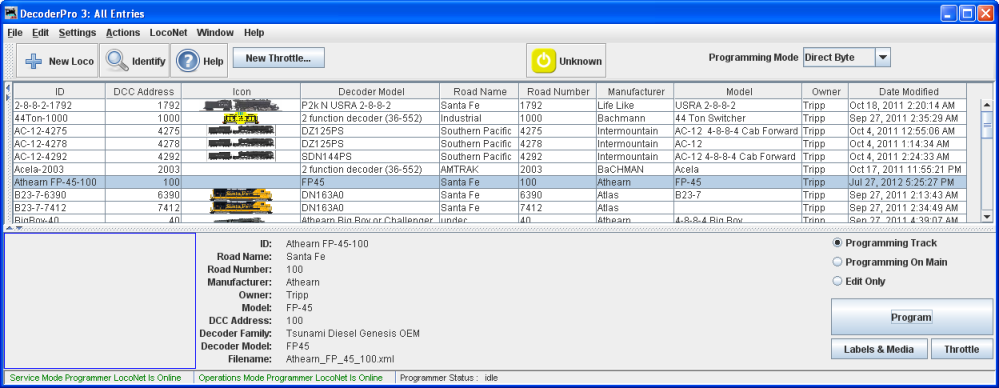 DecoderPro 3: All Entries
File Edit Settings Actions LocoNet Window Help
New Loco Identify Help New Throttle... Unknown Programming Mode Direct Byte
ID DCC Address Icon Decoder Model Road Name Road Number Manufacturer Model Owner Date Modified
2-8-8-2-1792 1792 P2k N USRA 2-8-8-2 Santa Fe 1792 Life Like USRA 2-8-8-2 Tripp Oct 18, 2011 2:20:14 AM
44Ton-1000 1000 2 function decoder (36-552) Industrial 1000 Bachmann 44 Ton Switcher Tripp Sep 27, 2011 2:35:29 AM
AC-12-4275 4275 DZ125PS Southern Pacific 4275 Intermountain AC-12 4-8-8-4 Cab Forward Tripp Oct 4, 2011 12:55:06 AM
AC-12-4278 4278 DZ125PS Southern Pacific 4278 Intermountain AC-12 Tripp Oct 4, 2011 1:14:34 AM
AC-12-4292 4292 SDN144PS Southern Pacific 4292 Intermountain AC-12 4-8-8-4 Cab Forward Tripp Oct 4, 2011 2:24:33 AM
Acela-2003 2003 2 function decoder (36-552) AMTRAK 2003 BaCHMAN Acela Tripp Oct 17, 2011 11:55:21 PM
Athearn FP-45-100 100 FP45 Santa Fe 100 Athearn FP-45 Tripp Jul 27, 2012 5:25:27 PM
B23-7-6390 6390 DN163A0 Santa Fe 6390 Atlas B23-7 Tripp Sep 27, 2011 2:13:43 AM
B23-7-7412 7412 DN163A0 Santa Fe 7412 Atlas Tripp Sep 27, 2011 2:34:49 AM
BigBoy-40 40 Athearn Big Boy or Challenger under 40 Athearn 4-8-8-4 Big Boy Tripp Sep 27, 2011 4:39:07 AM
ID: Athearn FP-45-100
Road Name: Santa Fe
Road Number: 100
Manufacturer: Athearn
Owner: Tripp
Model: FP-45
DCC Address: 100
Decoder Family: Tsunami Diesel Genesis OEM
Decoder Model: FP45
Filename: Athearn_FP_45_100.xml
Programming Track
Programming On Main
Edit Only
Program
Labels & Media Throttle
Service Mode Programmer LocoNet Is Online Operations Mode Programmer LocoNet Is Online Programmer Status : idle